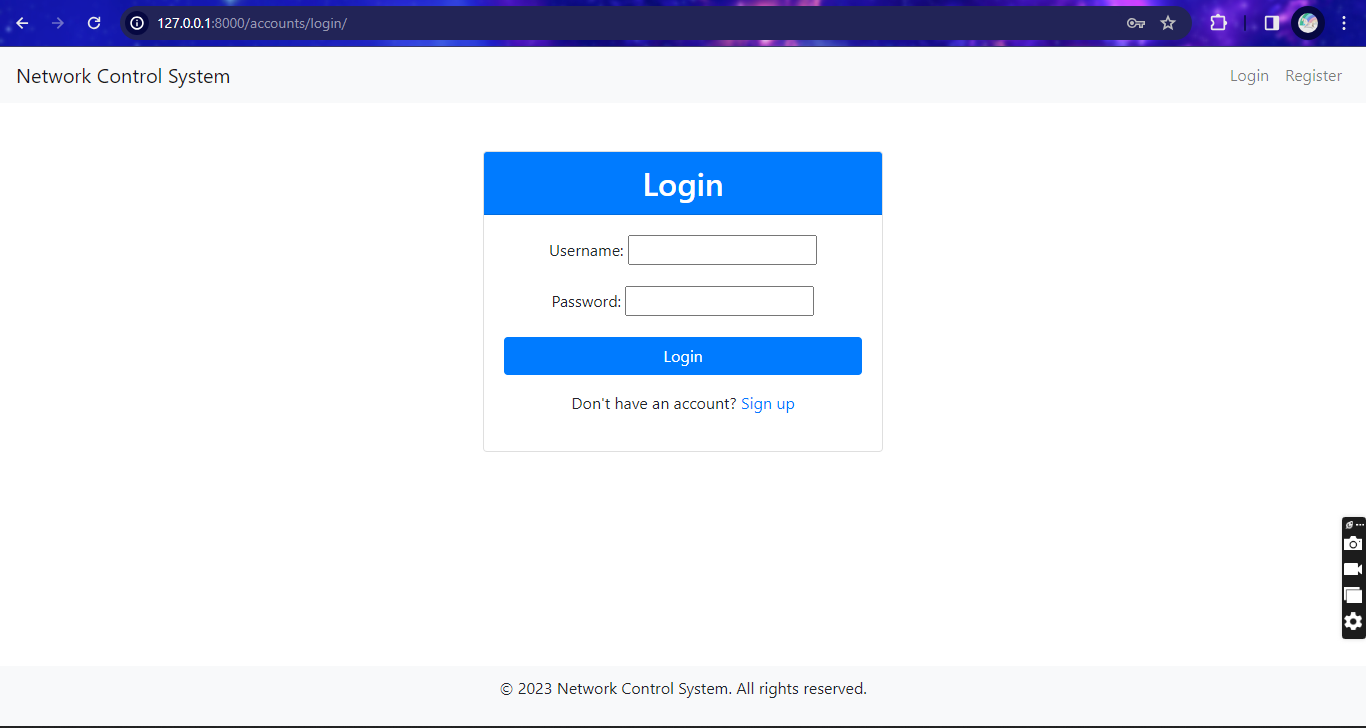 127.0.0.1:8000/accounts/login/
Network Control System
Login Register
Login
Username:
Password:
Login
Don't have an account? Sign up
© 2023 Network Control System. All rights reserved.